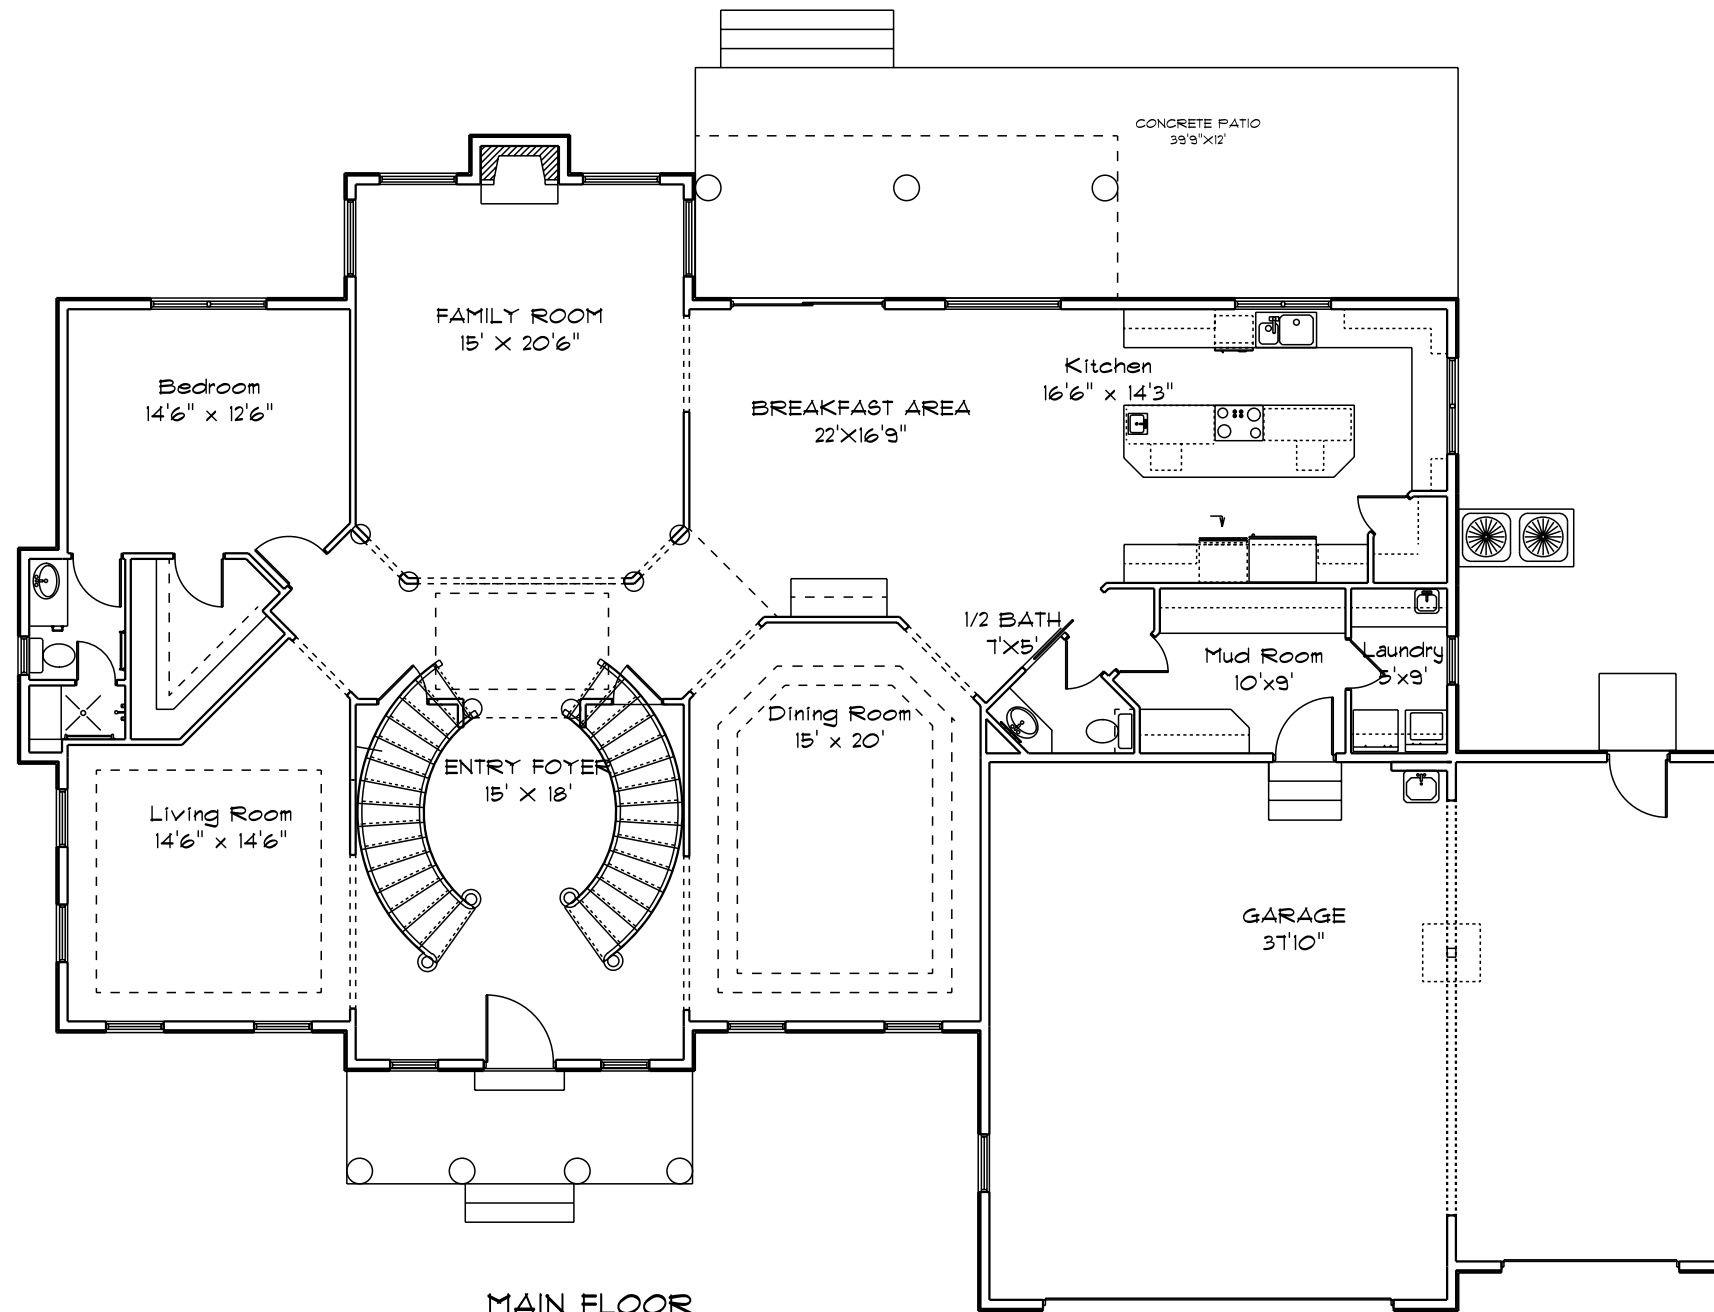 CONCRETE PATIO
39'9"X12'
FAMILY ROOM
15' X 20'6"
Bedroom
14'6" x 12'6"
Kitchen
16'6" x 14'3"
BREAKFAST AREA
22'X16'9"
1/2 BATH
7'X5'
Mud Room
10'x9'
Laundry
5'x9'
Dining Room
15' x 20'
ENTRY FOYER
15' X 18'
Living Room
14'6" x 14'6"
GARAGE
37'10"
MAIN FLOOR